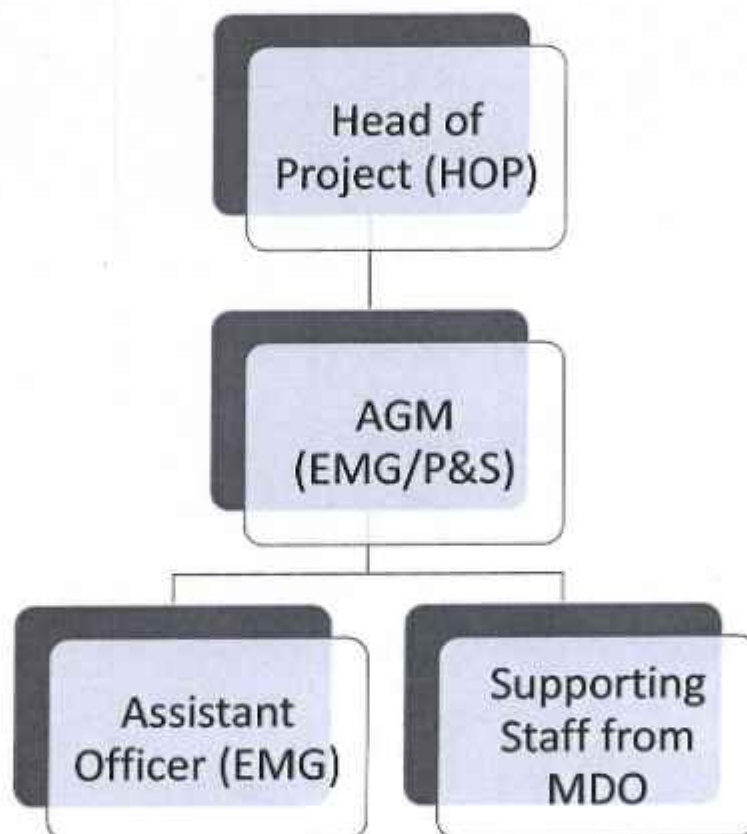 Head of
Project (HOP)
AGM
(EMG/P&S)
Assistant
Officer (EMG)
Supporting
Staff from
MDO